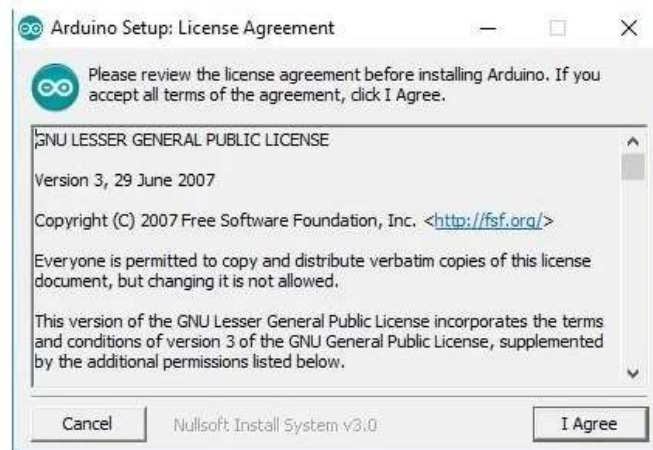 Arduino Setup: License Agreement
Please review the license agreement before installing Arduino. If you
accept all terms of the agreement, click I Agree.
GNU LESSER GENERAL PUBLIC LICENSE
Version 3, 29 June 2007
Copyright (C) 2007 Free Software Foundation, Inc. <http://fsf.org/>
Everyone is permitted to copy and distribute verbatim copies of this license
document, but changing it is not allowed.
This version of the GNU Lesser General Public License incorporates the terms
and conditions of version 3 of the GNU General Public License, supplemented
by the additional permissions listed below.
Cancel
Nullsoft Install System v3.0
I Agree